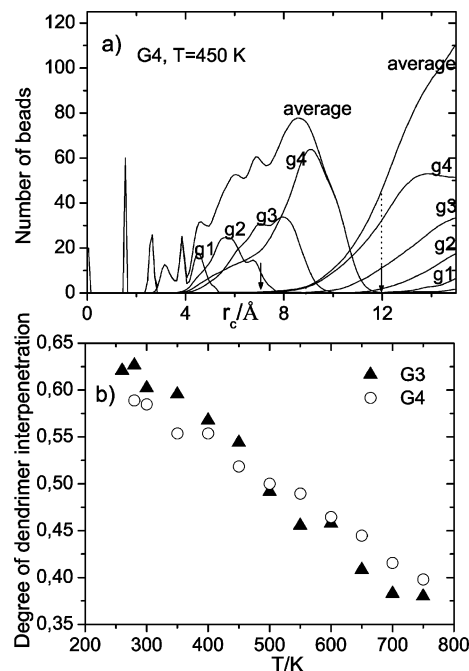 120
100
80
60
40
20
0
Number of beads
a)
G4, T=450 K
average
average
g4
g4
g3
g3
g2
g2
g1
g1
0
4
8
12
r_c/Å
0,65
0,60
0,55
0,50
0,45
0,40
0,35
Degree of dendrimer interpenetration
b)
G3
G4
200
300
400
500
600
700
800
T/K